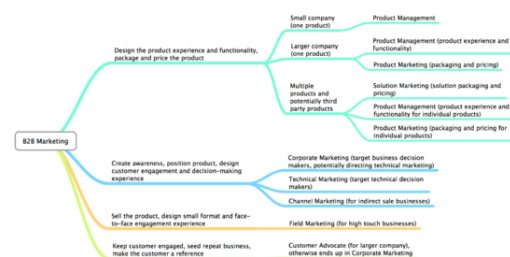 Small company
(one product)
Product Management
Design the product experience and functionality,
package and price the product
Larger company
(one product)
Product Management (product experience and
functionality)
Product Marketing (packaging and pricing)
Multiple
products and
potentially third
party products
Solution Marketing (solution packaging and
pricing)
Product Management (product experience and
functionality for individual products)
Product Marketing (packaging and pricing for
individual products)
B2B Marketing
Create awareness, position product, design
customer engagement and decision-making
experience
Corporate Marketing (target business decision
makers, potentially directing technical marketing)
Technical Marketing (target technical decision
makers)
Channel Marketing (for indirect sale businesses)
Sell the product, design small format and face-
to-face engagement experience
Field Marketing (for high touch businesses)
Keep customer engaged, seed repeat business,
make the customer a reference
Customer Advocate (for larger company),
otherwise ends up in Corporate Marketing